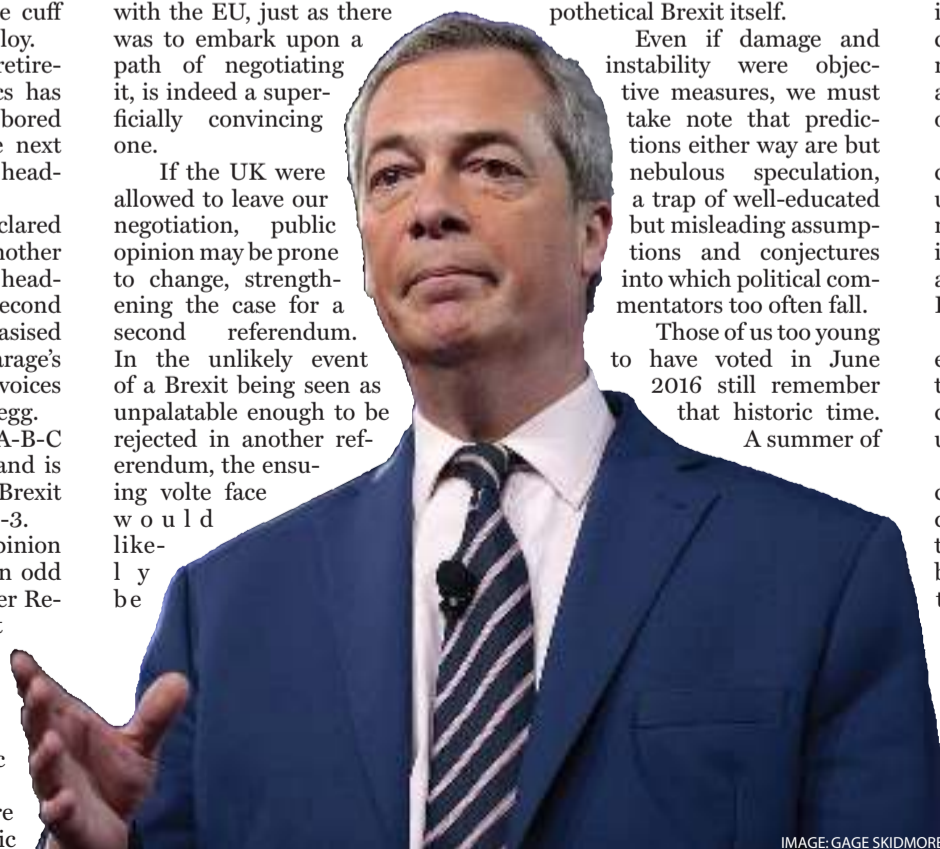 e cuff
loy.
retire-
cs has
bored
e next
head-
clared
nother
head-
econd
asised
arage's
voices
egg.
A-B-C
and is
Brexit
-3.
pinion
n odd
er Re-
t
c
re
ic
with the EU, just as there
was to embark upon a
path of negotiating
it, is indeed a super-
ficially convincing
one.
If the UK were
allowed to leave our
negotiation, public
opinion may be prone
to change, strength-
ening the case for a
second referendum.
In the unlikely event
of a Brexit being seen as
unpalatable enough to be
rejected in another ref-
erendum, the ensu-
ing volte face
would
like-
ly
be
pothetical Brexit itself.
Even if damage and
instability were objec-
tive measures, we must
take note that predic-
tions either way are but
nebulous speculation,
a trap of well-educated
but misleading assump-
tions and conjectures
into which political com-
mentators too often fall.
Those of us too young
to have voted in June
2016 still remember
that historic time.
A summer of
IMAGE: GAGE SKIDMORE